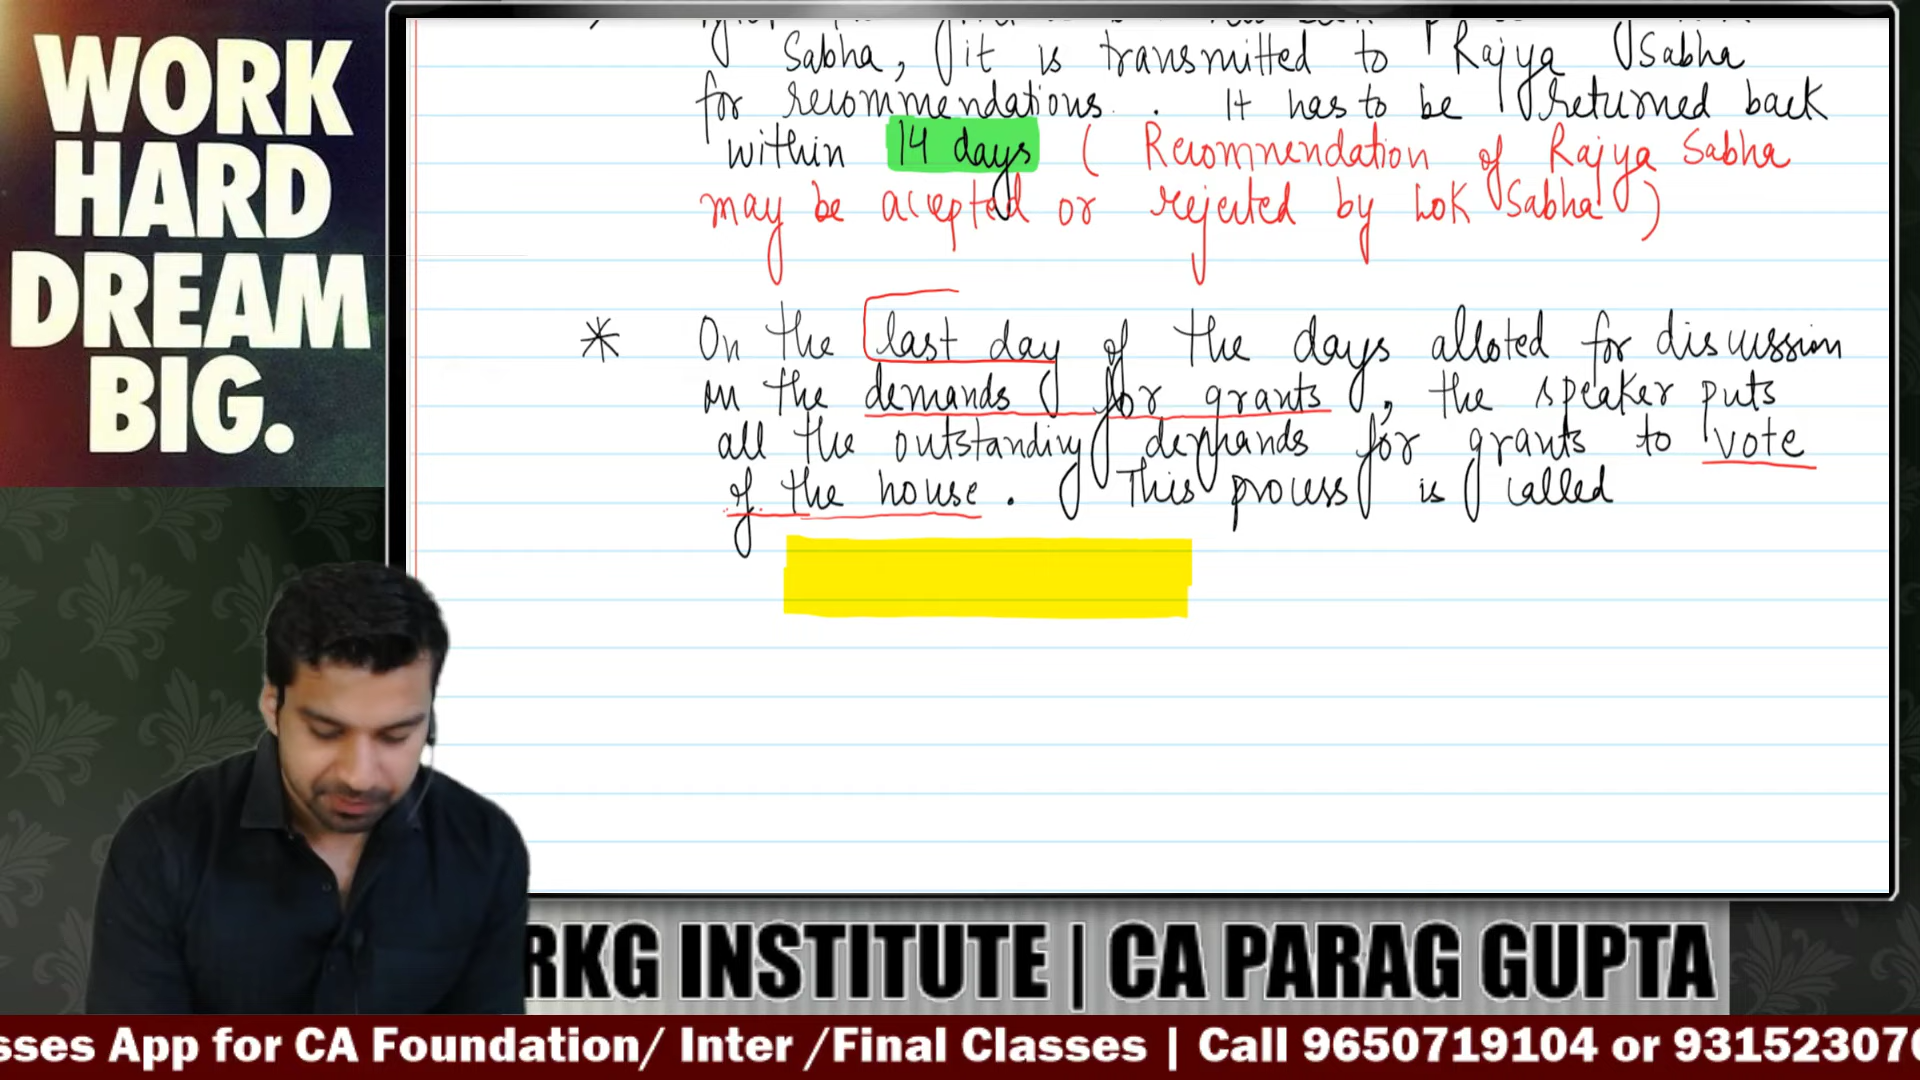 WORK
HARD
DREAM
BIG.
Sabha, it is transmitted to Rajya Sabha
for recommendations. It has to be returned back
within 14 days ( Recommendation of Rajya Sabha
may be accepted or rejected by Lok Sabha )
* On the last day of the days alloted for discussion
on the demands for grants, the speaker puts
all the outstanding demands for grants to vote
of the house. This process is called
RKG INSTITUTE | CA PARAG GUPTA
sses App for CA Foundation/ Inter /Final Classes | Call 9650719104 or 931523070